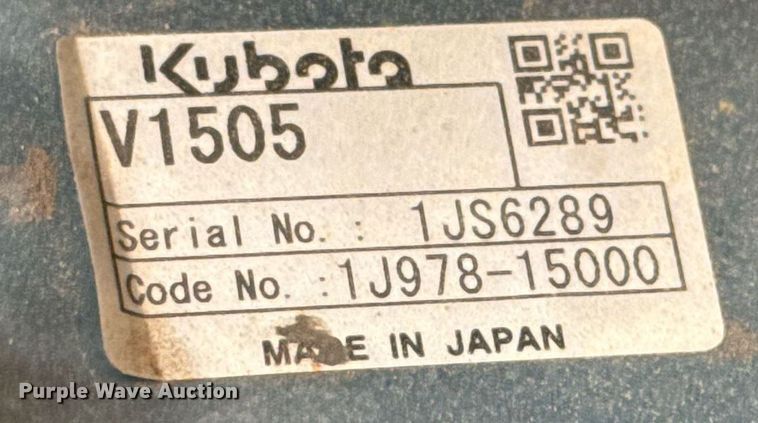 Kubota
V1505
Serial No. : 1JS6289
Code No. : 1J978-15000
MADE IN JAPAN
Purple Wave Auction